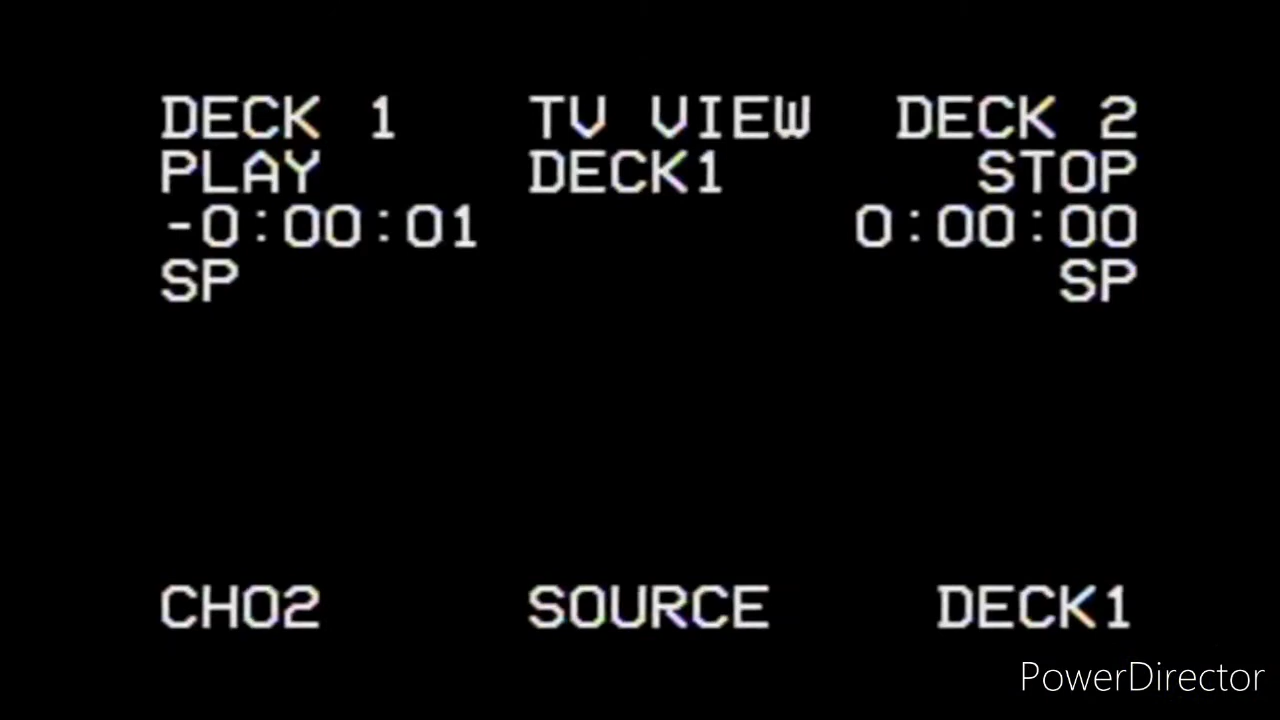 DECK 1 TV VIEW DECK 2
PLAY DECK1 STOP
-0:00:01 0:00:00
SP SP
CH02 SOURCE DECK1
PowerDirector